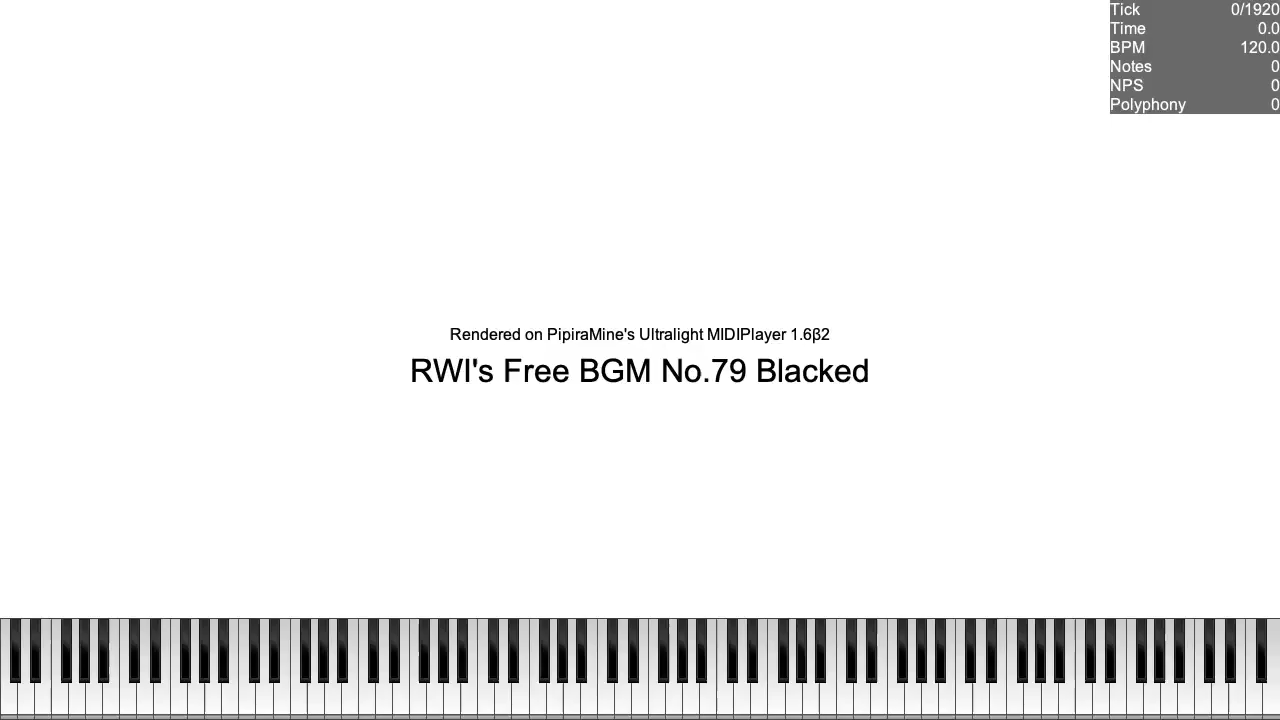 Tick 0/1920
Time 0.0
BPM 120.0
Notes 0
NPS 0
Polyphony 0
Rendered on PipiraMine's Ultralight MIDIPlayer 1.6β2
RWI's Free BGM No.79 Blacked